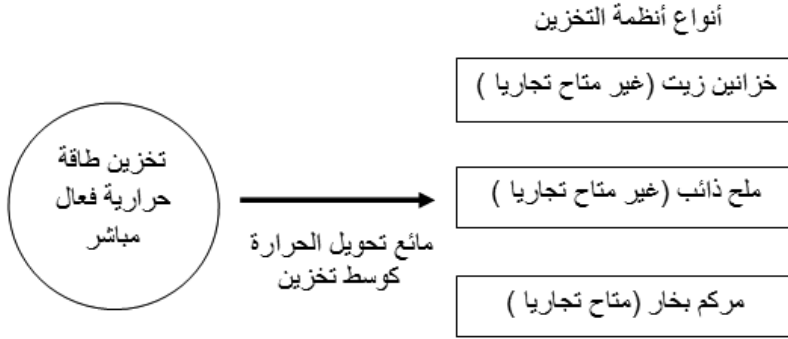 أنواع أنظمة التخزين
خزانين زيت (غير متاح تجاريا )
تخزين طاقة
حرارية فعال
مباشر
ملح ذائب (غير متاح تجاريا )
مائع تحويل الحرارة
كوسط تخزين
مركم بخار (متاح تجاريا )